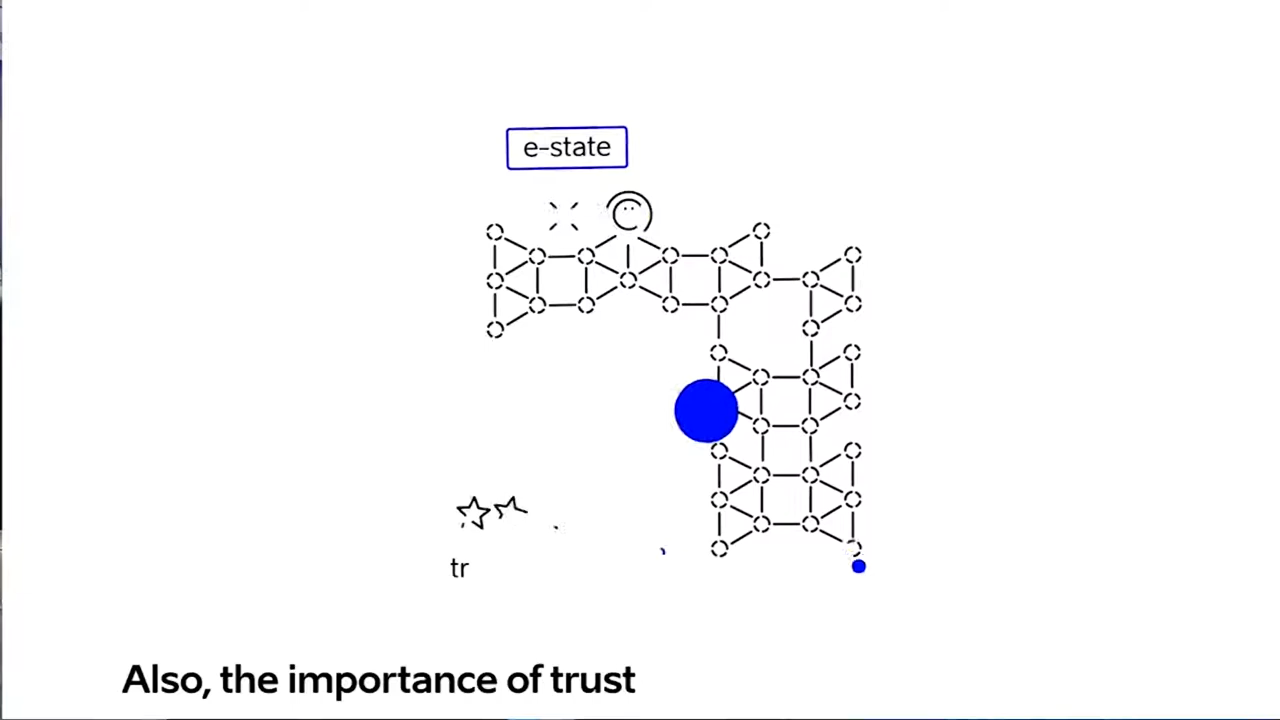 e-state
tr
Also, the importance of trust